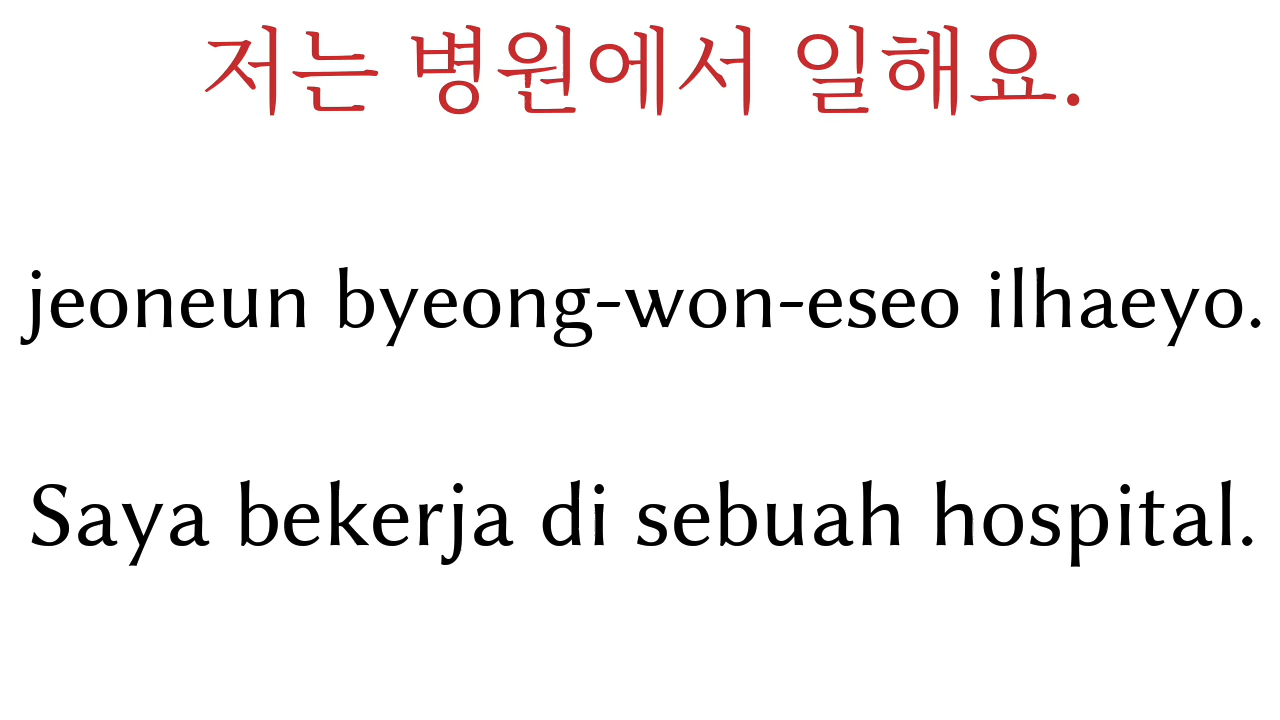 저는 병원에서 일해요.
jeoneun byeong-won-eseo ilhaeyo.
Saya bekerja di sebuah hospital.